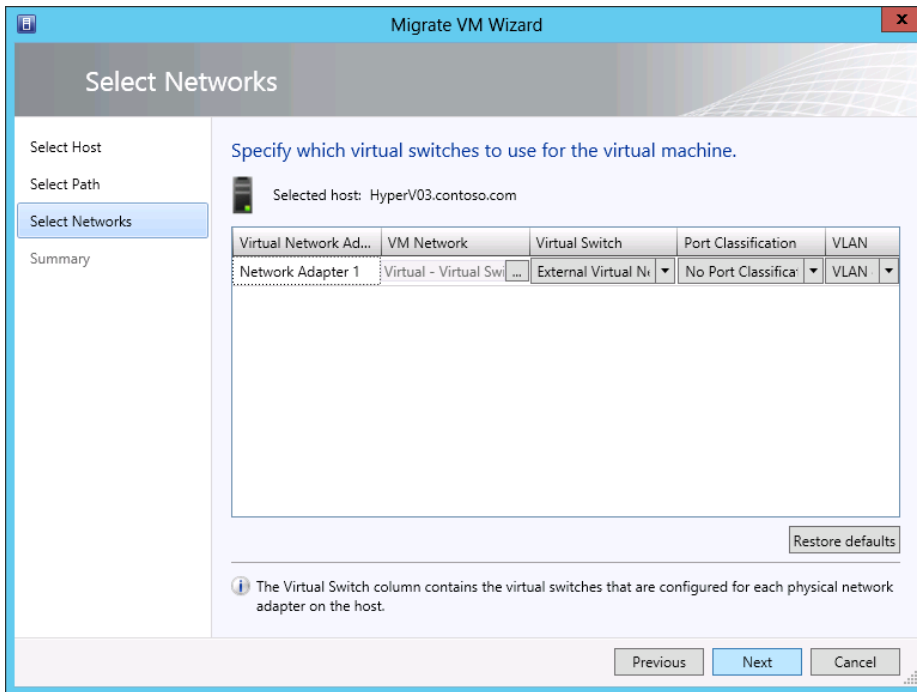 Migrate VM Wizard
x
Select Networks
Select Host
Select Path
Select Networks
Summary
Specify which virtual switches to use for the virtual machine.
Selected host: HyperV03.contoso.com
Virtual Network Ad... VM Network Virtual Switch Port Classification VLAN
Network Adapter 1 Virtual - Virtual Swi ... External Virtual No Port Classificat VLAN
Restore defaults
The Virtual Switch column contains the virtual switches that are configured for each physical network
adapter on the host.
Previous Next Cancel